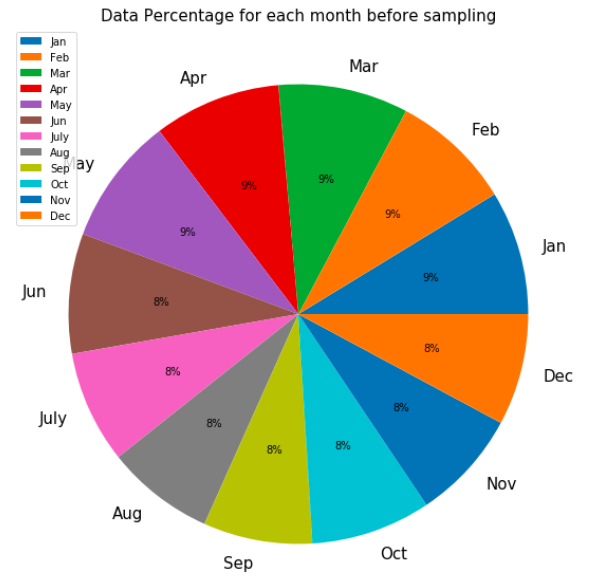 Data Percentage for each month before sampling
Jan
Feb
Mar
Apr
May
Jun
July
Aug
Sep
Oct
Nov
Dec
Mar
Apr
Feb
May
Jan
Jun
July
Dec
Aug
Nov
Sep
Oct
9%
9%
9%
9%
9%
8%
8%
8%
8%
8%
8%
8%